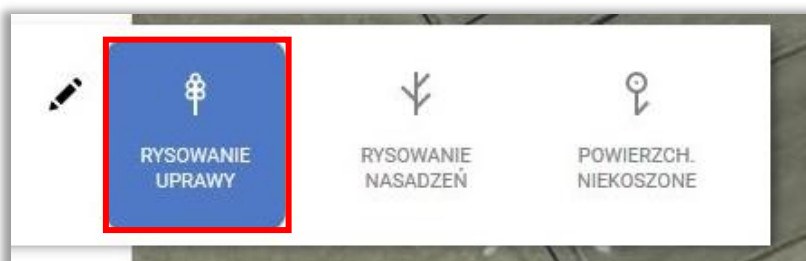 RYSOWANIE
UPRAWY
RYSOWANIE
NASADZEŃ
POWIERZCH.
NIEKOSZONE